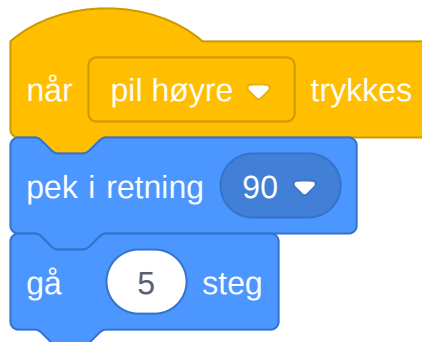 når pil høyre trykkes
pek i retning 90
gå 5 steg